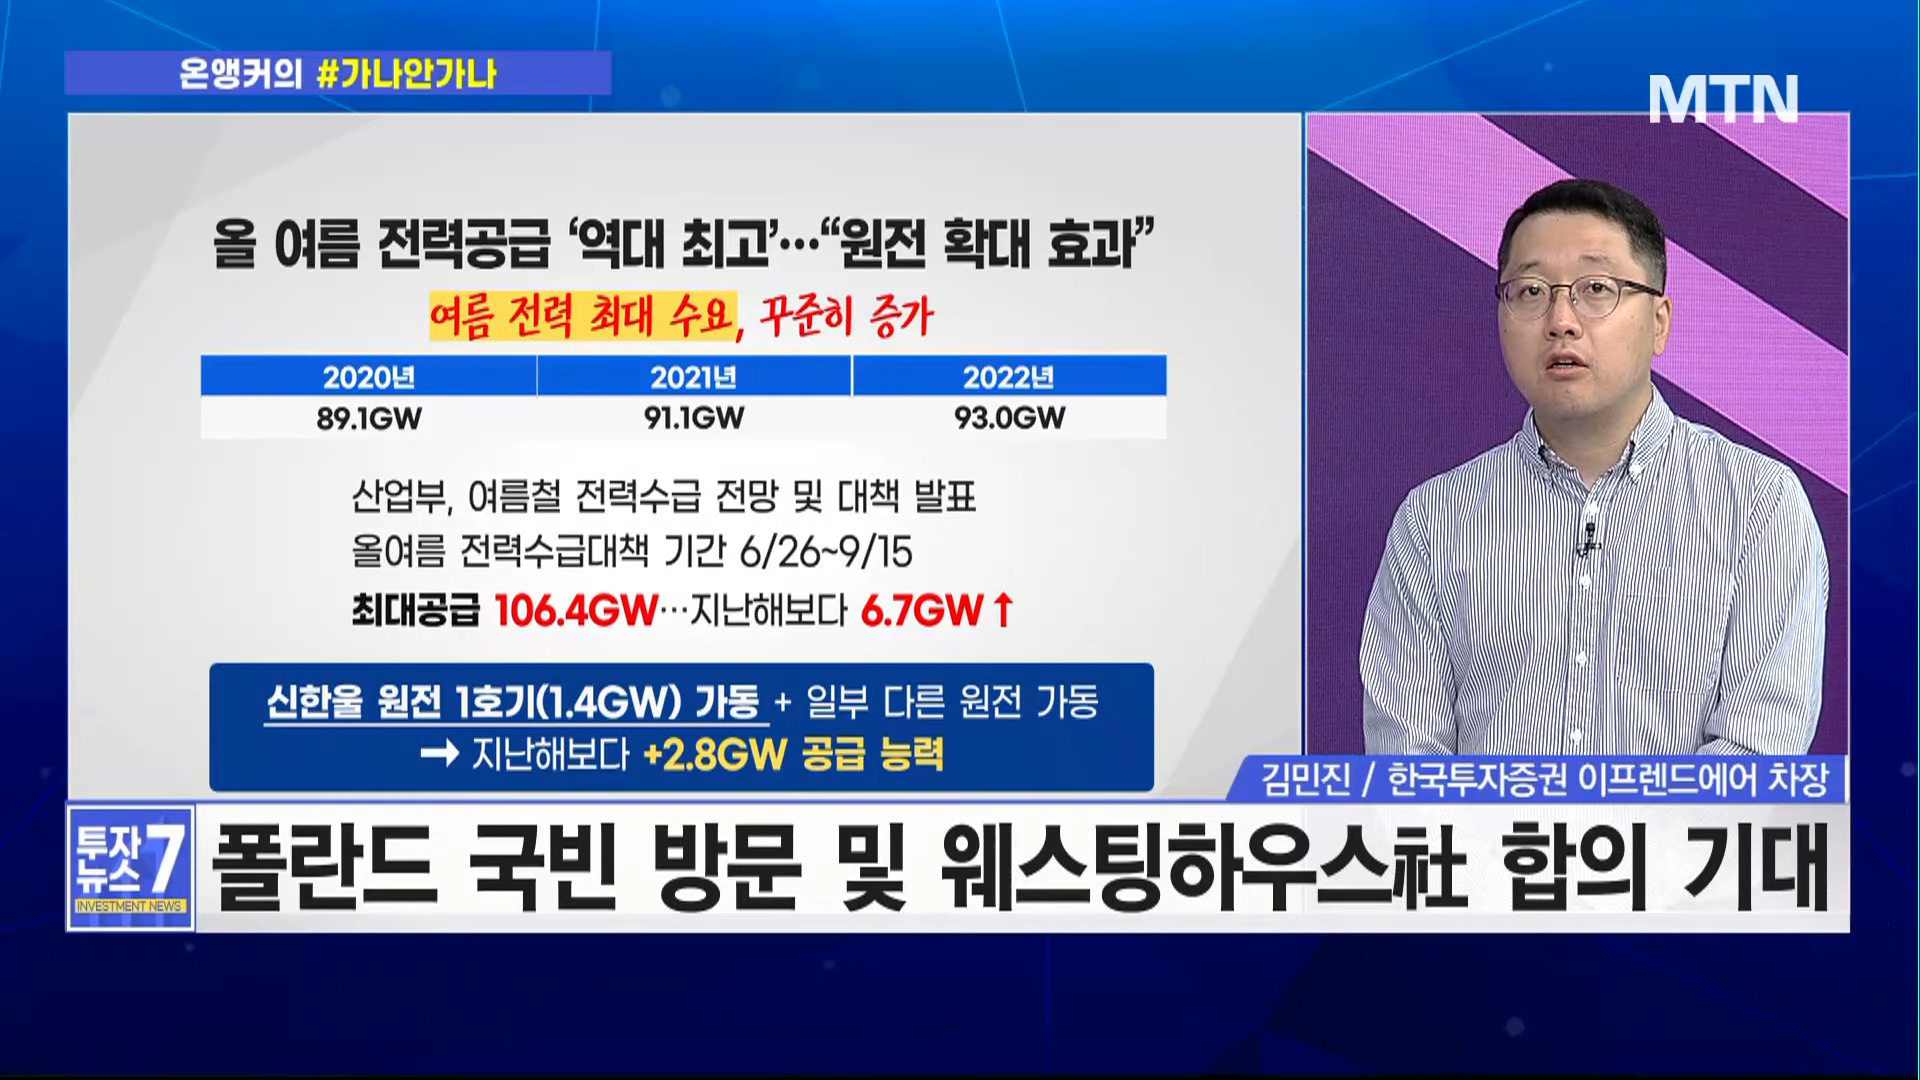 온앵커의 #가나안가나
MTN
올 여름 전력공급 ‘역대 최고’…“원전 확대 효과”
여름 전력 최대 수요, 꾸준히 증가
2020년 2021년 2022년
89.1GW 91.1GW 93.0GW
산업부, 여름철 전력수급 전망 및 대책 발표
올여름 전력수급대책 기간 6/26~9/15
최대공급 106.4GW…지난해보다 6.7GW↑
신한울 원전 1호기(1.4GW) 가동 + 일부 다른 원전 가동
➞ 지난해보다 +2.8GW 공급 능력
김민진 / 한국투자증권 이프렌드에어 차장
투자
뉴스 7
INVESTMENT NEWS
폴란드 국빈 방문 및 웨스팅하우스社 합의 기대